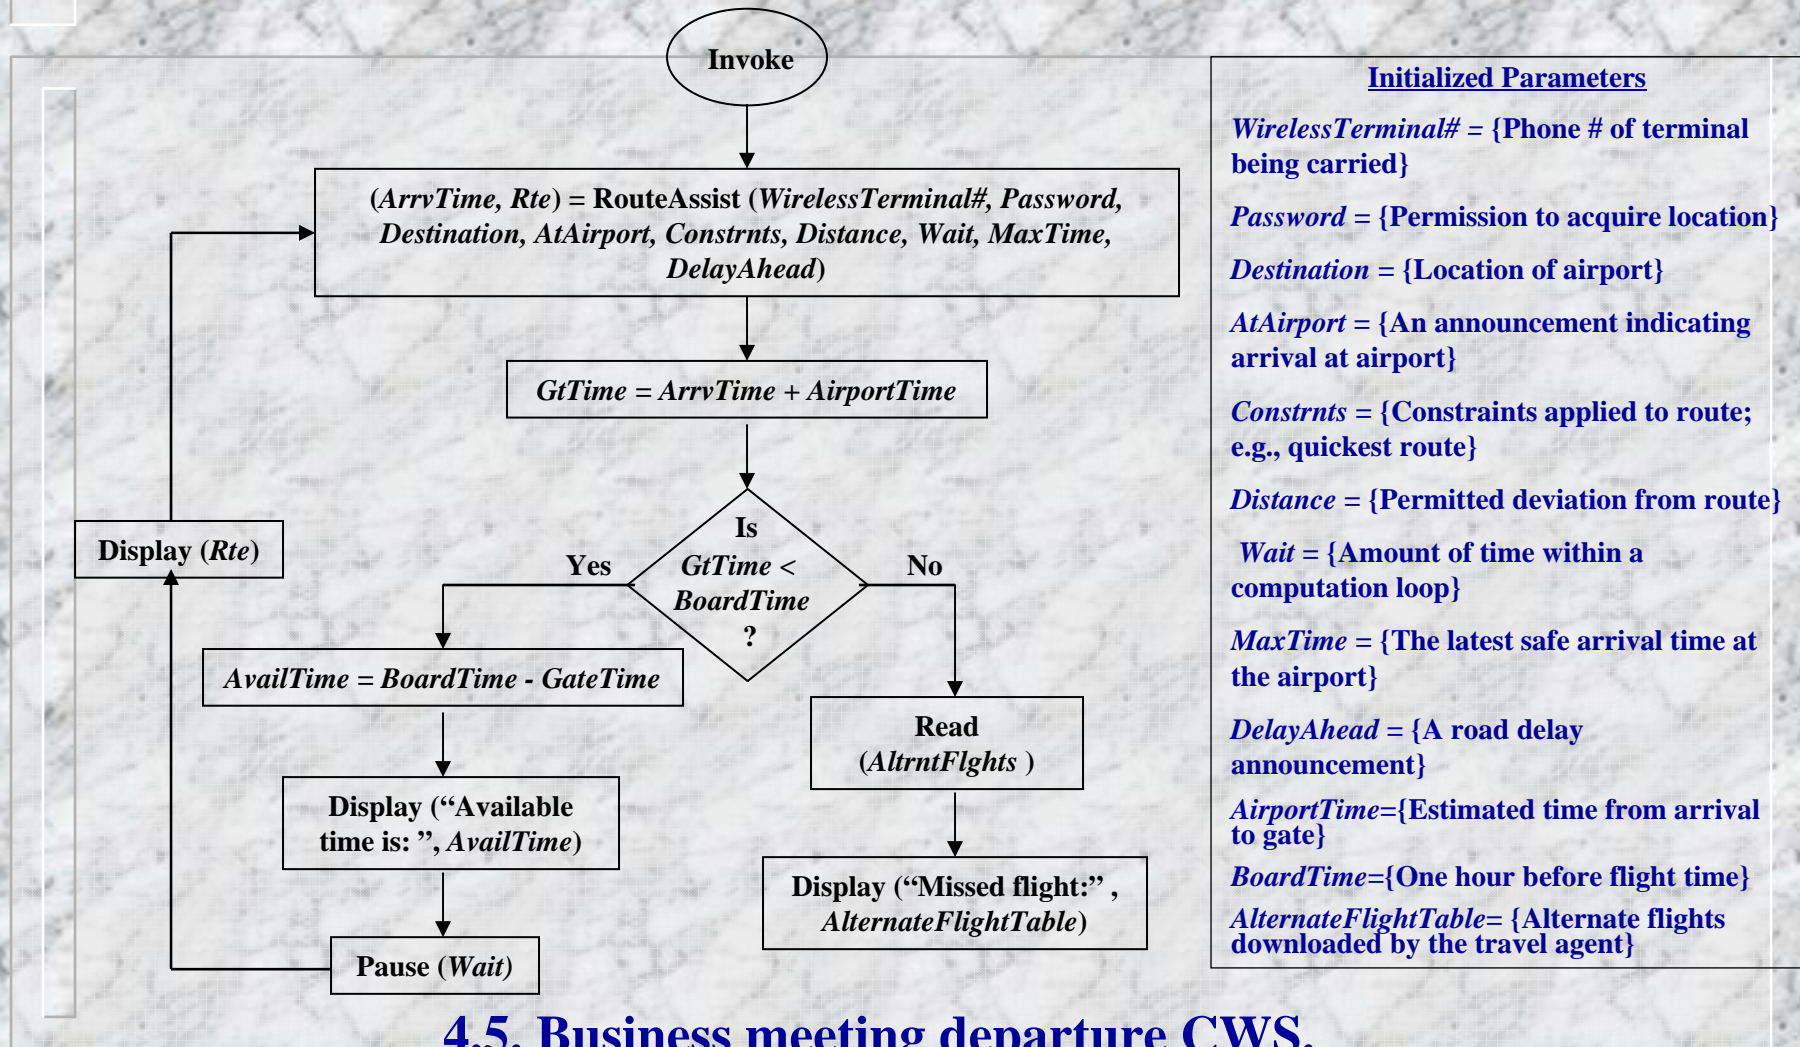 Invoke
(ArrvTime, Rte) = RouteAssist (WirelessTerminal#, Password,
Destination, AtAirport, Constrnts, Distance, Wait, MaxTime,
DelayAhead)
GtTime = ArrvTime + AirportTime
Is
GtTime <
BoardTime
?
Yes
No
Display (Rte)
AvailTime = BoardTime - GateTime
Display (“Available
time is: ”, AvailTime)
Pause (Wait)
Read
(AltrntFlghts )
Display (“Missed flight:” ,
AlternateFlightTable)
Initialized Parameters
WirelessTerminal# = {Phone # of terminal
being carried}
Password = {Permission to acquire location}
Destination = {Location of airport}
AtAirport = {An announcement indicating
arrival at airport}
Constrnts = {Constraints applied to route;
e.g., quickest route}
Distance = {Permitted deviation from route}
Wait = {Amount of time within a
computation loop}
MaxTime = {The latest safe arrival time at
the airport}
DelayAhead = {A road delay
announcement}
AirportTime={Estimated time from arrival
to gate}
BoardTime={One hour before flight time}
AlternateFlightTable= {Alternate flights
downloaded by the travel agent}
4.5. Business meeting departure CWS.